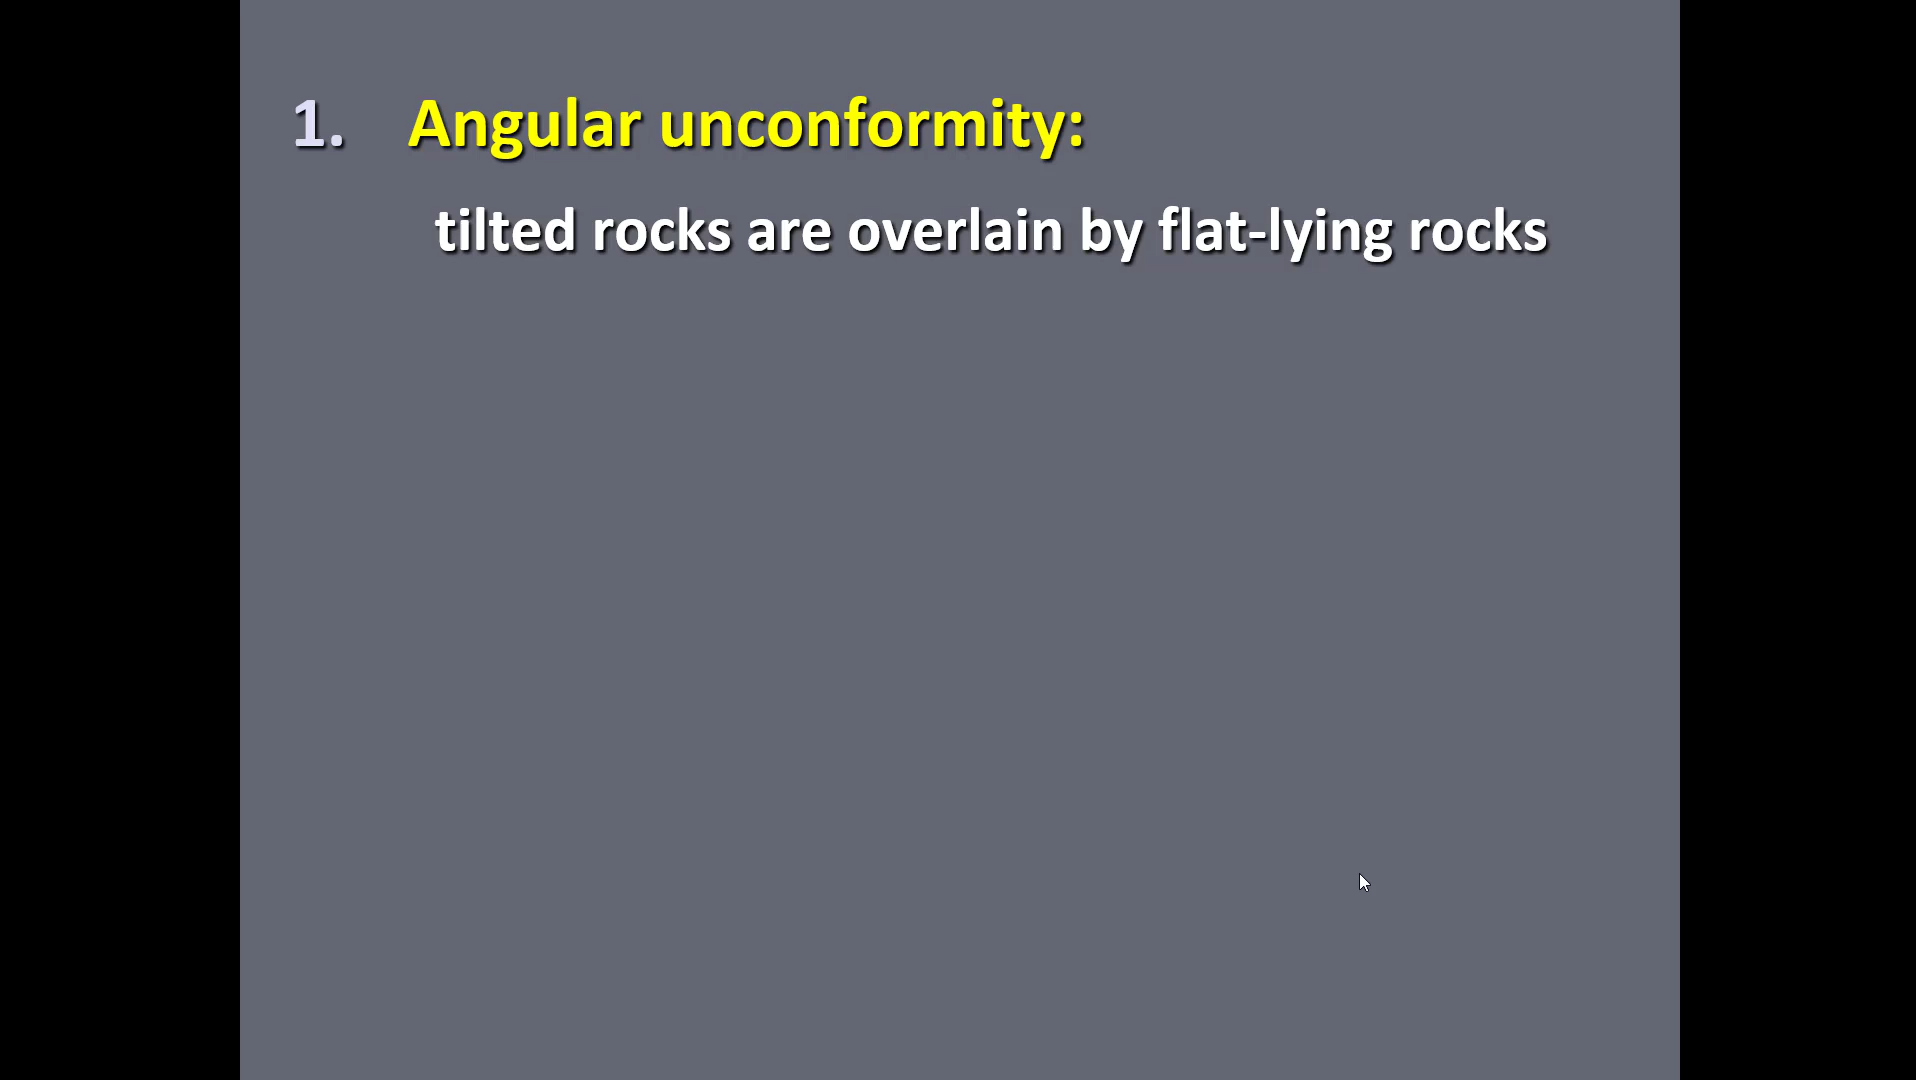 1. Angular unconformity:
tilted rocks are overlain by flat-lying rocks